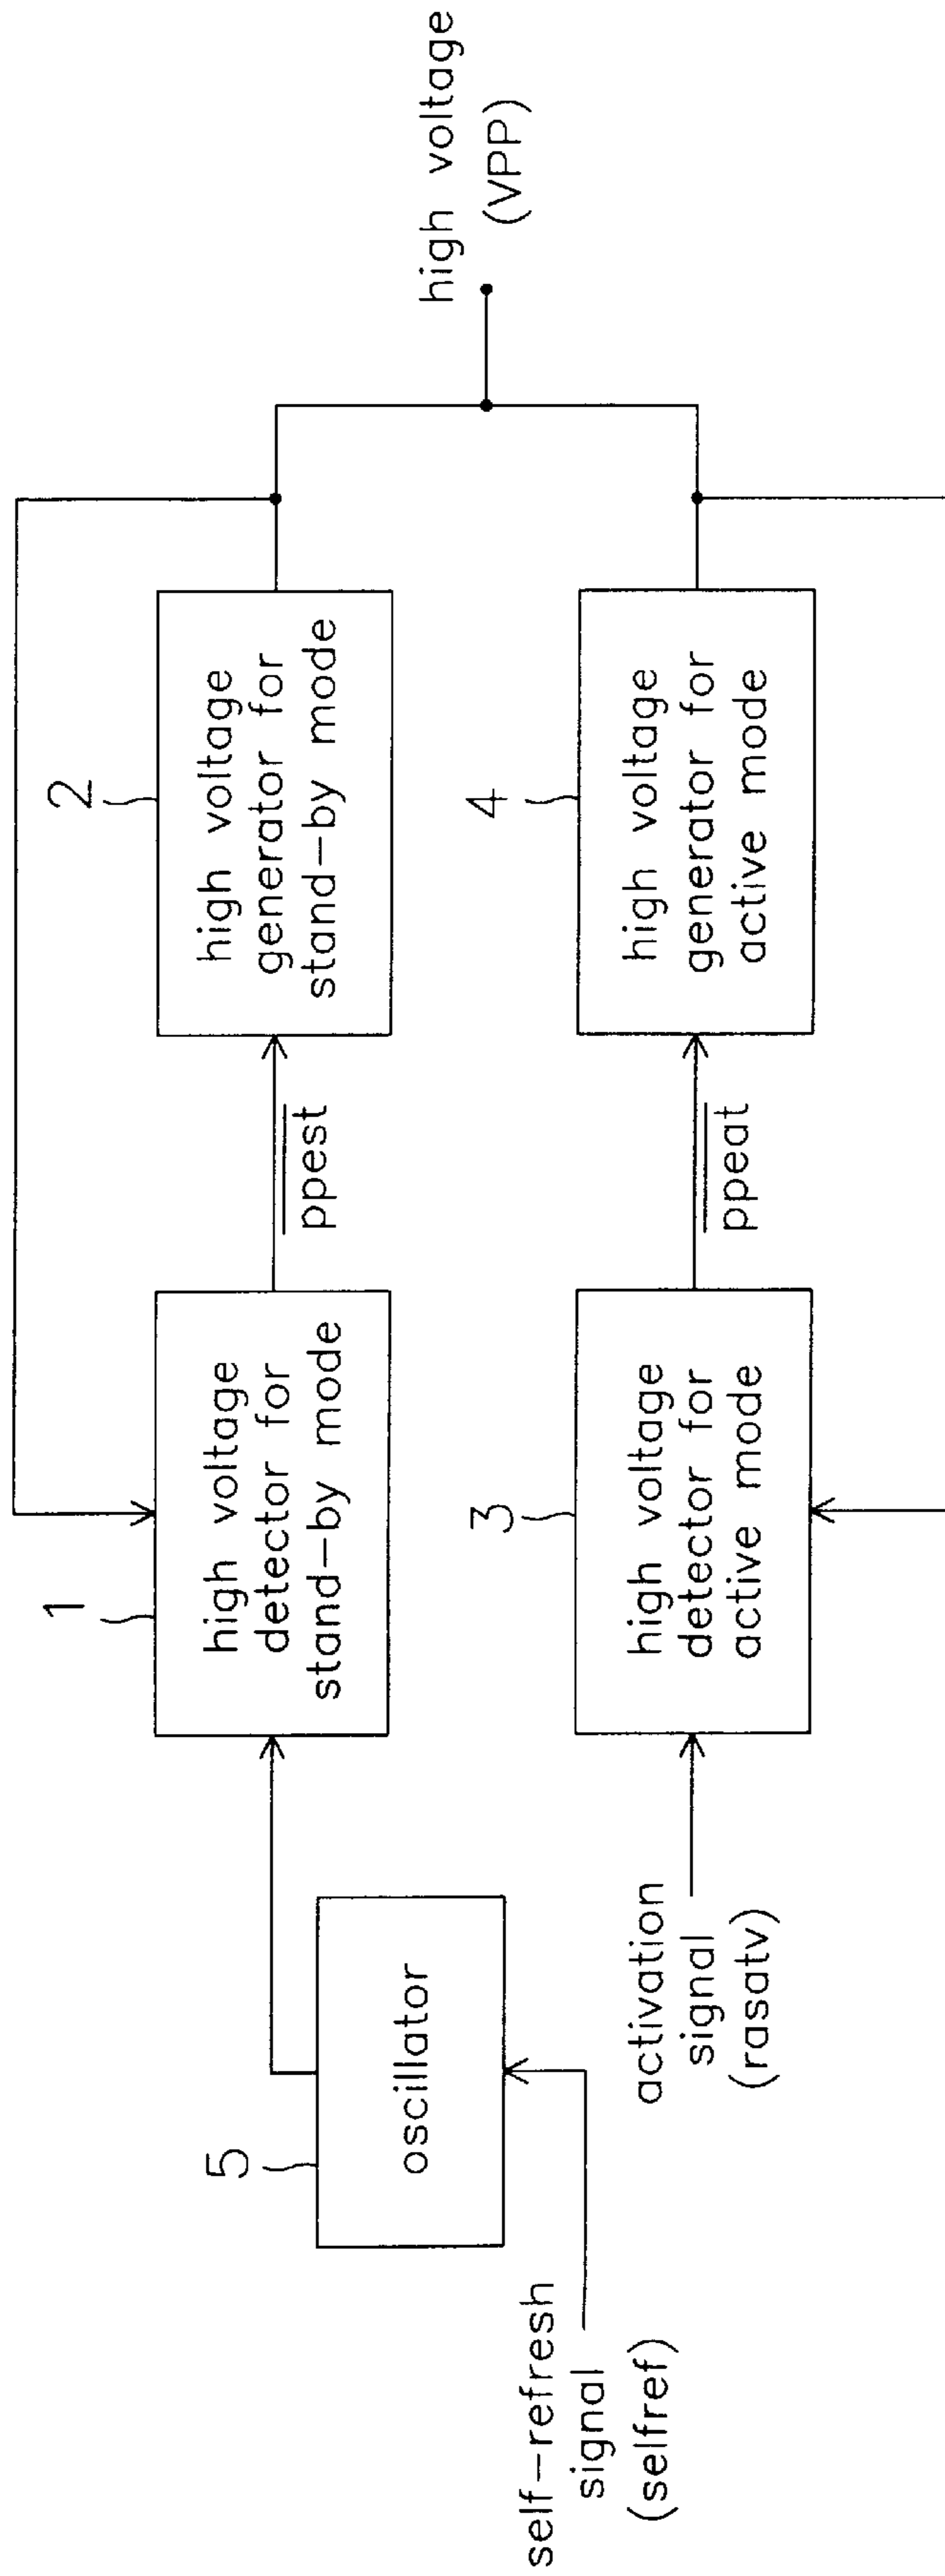 1
high voltage
detector for
stand-by mode
ppest
2
high voltage
generator for
stand-by mode
high voltage
(VPP)
5
oscillator
self-refresh
signal
(selfref)
activation
signal
(rasatv)
3
high voltage
detector for
active mode
ppeat
4
high voltage
generator for
active mode